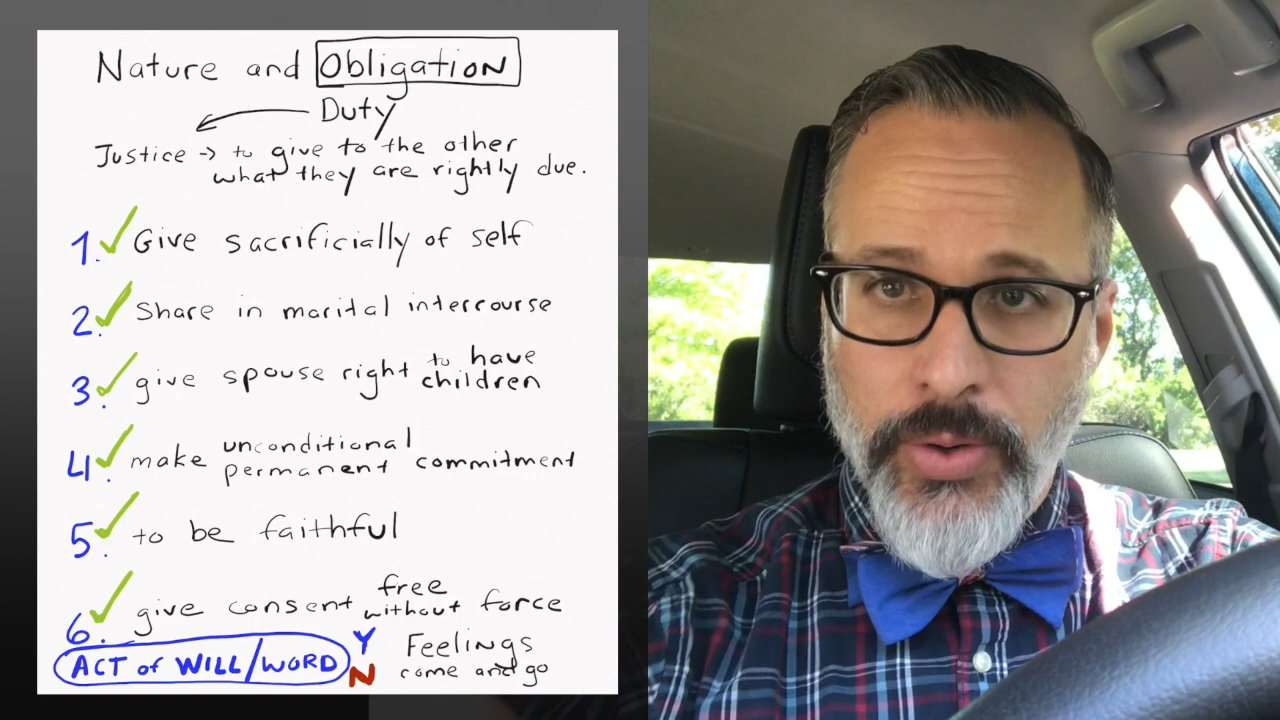 Nature and Obligation
Duty
Justice → to give to the other
what they are rightly due.
1. ✓ Give sacrificially of self
2. ✓ Share in marital intercourse
3. ✓ give spouse right to have
children
4. ✓ make unconditional
permanent commitment
5. ✓ to be faithful
6. ✓ give consent free
without force
ACT of WILL/WORD Y N Feelings
come and go